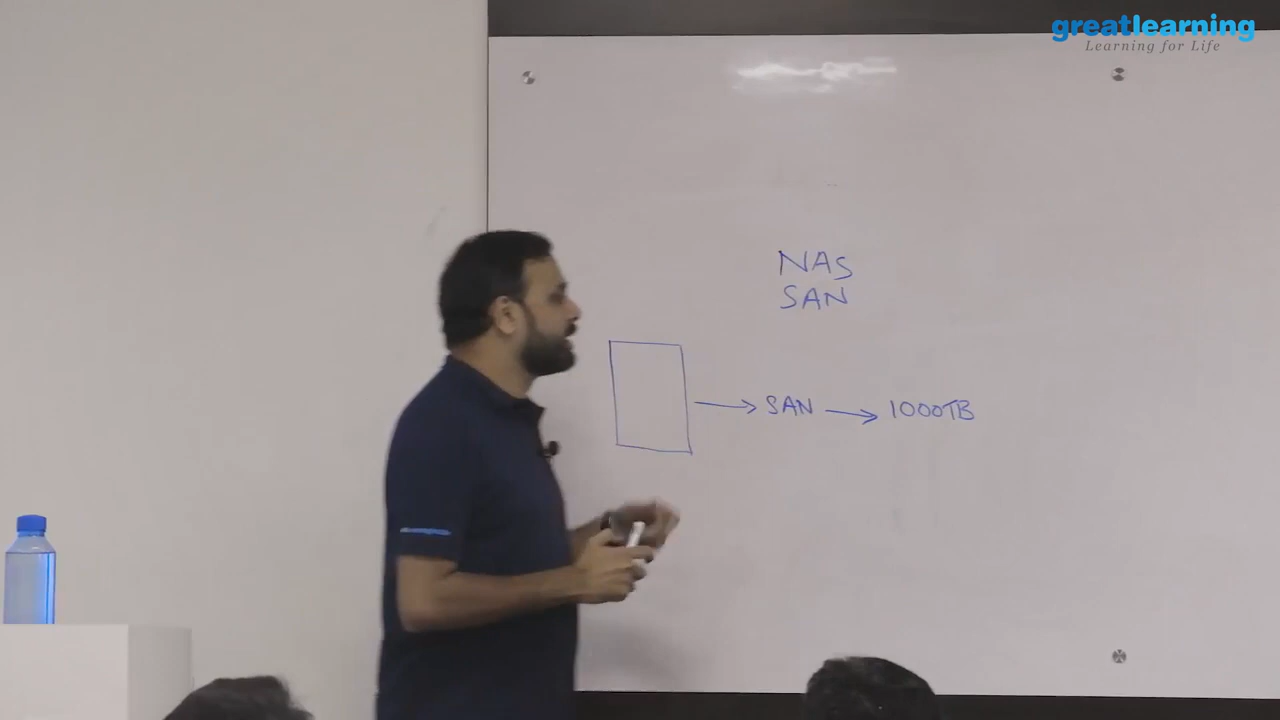 greatlearning
Learning for Life
NAS
SAN
SAN 1000TB